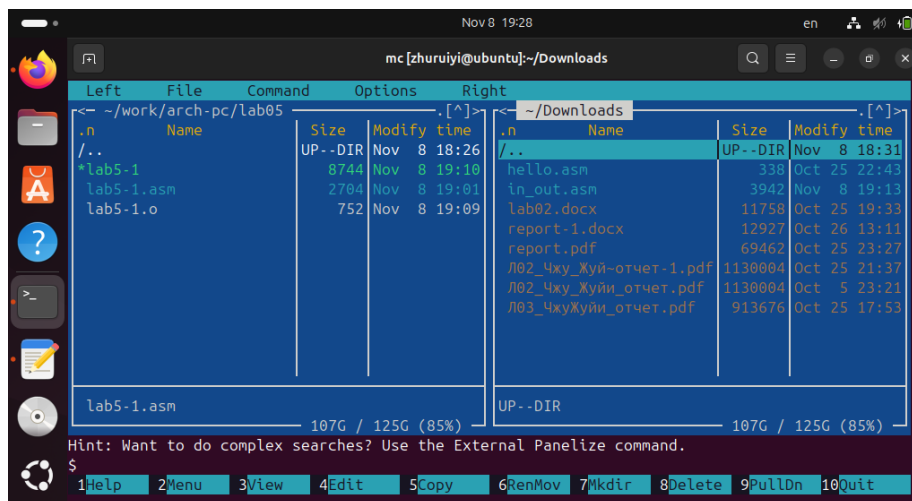 Nov 8 19:28 en
mc [zhuruiyi@ubuntu]:~/Downloads
Left File Command Options Right
<— ~/work/arch-pc/lab05 .[^]> <— ~/Downloads .[^]>
.n Name Size Modify time .n Name Size Modify time
/.. UP--DIR Nov 8 18:26 /.. UP--DIR Nov 8 18:31
*lab5-1 8744 Nov 8 19:10 hello.asm 338 Oct 25 22:43
lab5-1.asm 2704 Nov 8 19:01 in_out.asm 3942 Nov 8 19:13
lab5-1.o 752 Nov 8 19:09 lab02.docx 11758 Oct 25 19:33
report-1.docx 12927 Oct 26 13:11
report.pdf 69462 Oct 25 23:27
Л02_Чжу_Жуй~отчет-1.pdf 1130004 Oct 25 21:37
Л02_Чжу_Жуйи_отчет.pdf 1130004 Oct 5 23:21
Л03_ЧжуЖуйи_отчет.pdf 913676 Oct 25 17:53
lab5-1.asm UP--DIR
107G / 125G (85%) 107G / 125G (85%)
Hint: Want to do complex searches? Use the External Panelize command.
$
1Help 2Menu 3View 4Edit 5Copy 6RenMov 7Mkdir 8Delete 9PullDn 10Quit